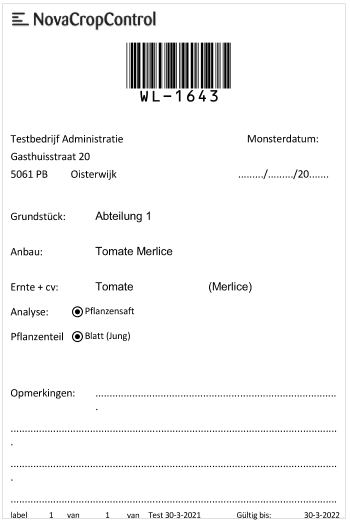 NovaCropControl
WL-1643
Testbedrijf Administratie Monsterdatum:
Gasthuisstraat 20
5061 PB Oisterwijk ........./........./20.......
Grundstück: Abteilung 1
Anbau: Tomate Merlice
Ernte + cv: Tomate (Merlice)
Analyse: Pflanzensaft
Pflanzenteil Blatt (Jung)
Opmerkingen: ................................................................................
.
....................................................................................................
.
....................................................................................................
.
....................................................................................................
label 1 van 1 van Test 30-3-2021 Gültig bis: 30-3-2022